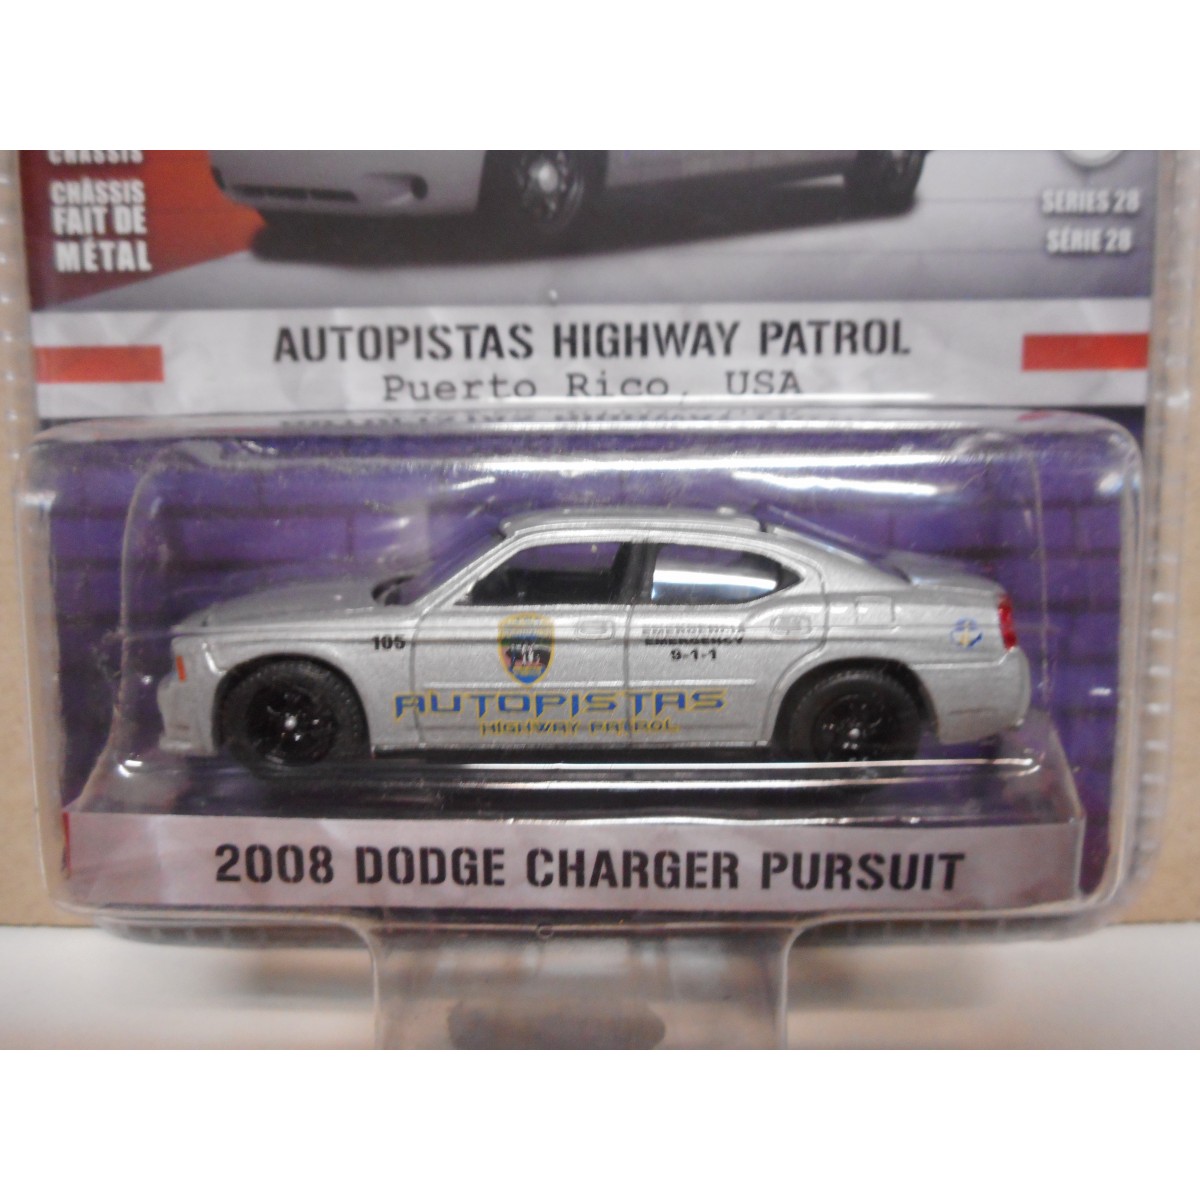 CHASSIS
CHÂSSIS
FAIT DE
MÉTAL
SERIES 28
SÉRIE 28
AUTOPISTAS HIGHWAY PATROL
Puerto Rico, USA
105
EMERGENCIA
EMERGENCY
9-1-1
AUTOPISTAS
HIGHWAY PATROL
2008 DODGE CHARGER PURSUIT